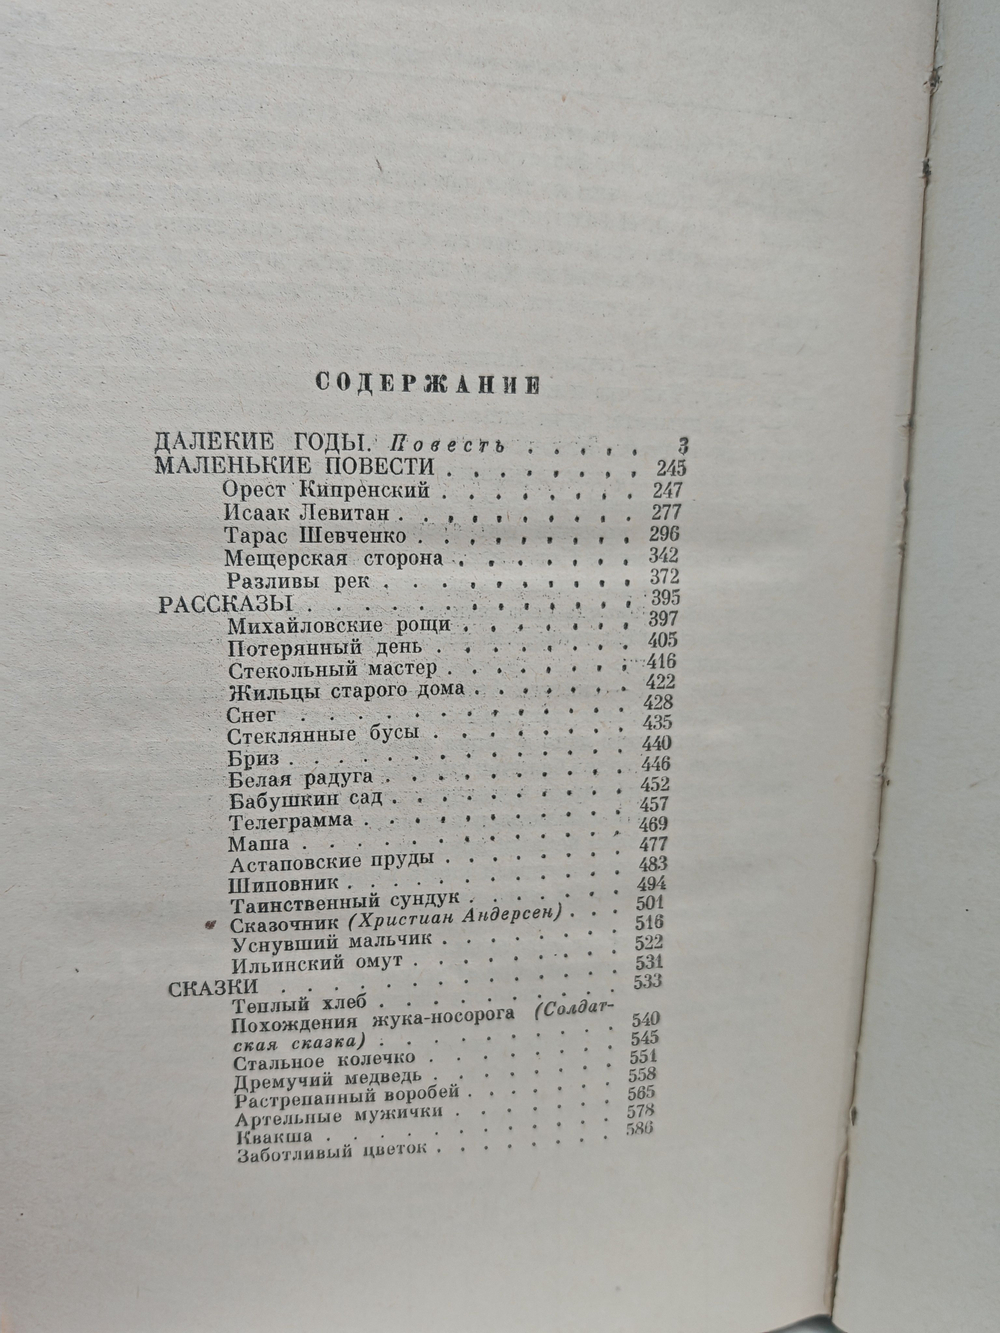 СОДЕРЖАНИЕ
ДАЛЕКИЕ ГОДЫ. Повесть . . . . . 3
МАЛЕНЬКИЕ ПОВЕСТИ . . . . . . . 245
Орест Кипренский . . . . . . . 247
Исаак Левитан . . . . . . . . . 277
Тарас Шевченко . . . . . . . . 296
Мещерская сторона . . . . . . . 342
Разливы рек . . . . . . . . . 372
РАССКАЗЫ . . . . . . . . . . . . 395
Михайловские рощи . . . . . . . 397
Потерянный день . . . . . . . . 405
Стекольный мастер . . . . . . . 416
Жильцы старого дома . . . . . . 422
Снег . . . . . . . . . . . . 428
Стеклянные бусы . . . . . . . 435
Бриз . . . . . . . . . . . . 440
Белая радуга . . . . . . . . . 446
Бабушкин сад . . . . . . . . . 452
Телеграмма . . . . . . . . . . 457
Маша . . . . . . . . . . . . 469
Астаповские пруды . . . . . . . 477
Шиповник . . . . . . . . . . 483
Таинственный сундук . . . . . . 494
Сказочник (Христиан Андерсен) . . . 501
Уснувший мальчик . . . . . . . 516
Ильинский омут . . . . . . . . 522
СКАЗКИ . . . . . . . . . . . . 531
Теплый хлеб . . . . . . . . . 533
Похождения жука-носорога (Солдат-
ская сказка) . . . . . . . . . 540
Стальное колечко . . . . . . . 545
Дремучий медведь . . . . . . . 551
Растрепанный воробей . . . . . . 558
Артельные мужички . . . . . . . 565
Квакша . . . . . . . . . . . 578
Заботливый цветок . . . . . . . 586